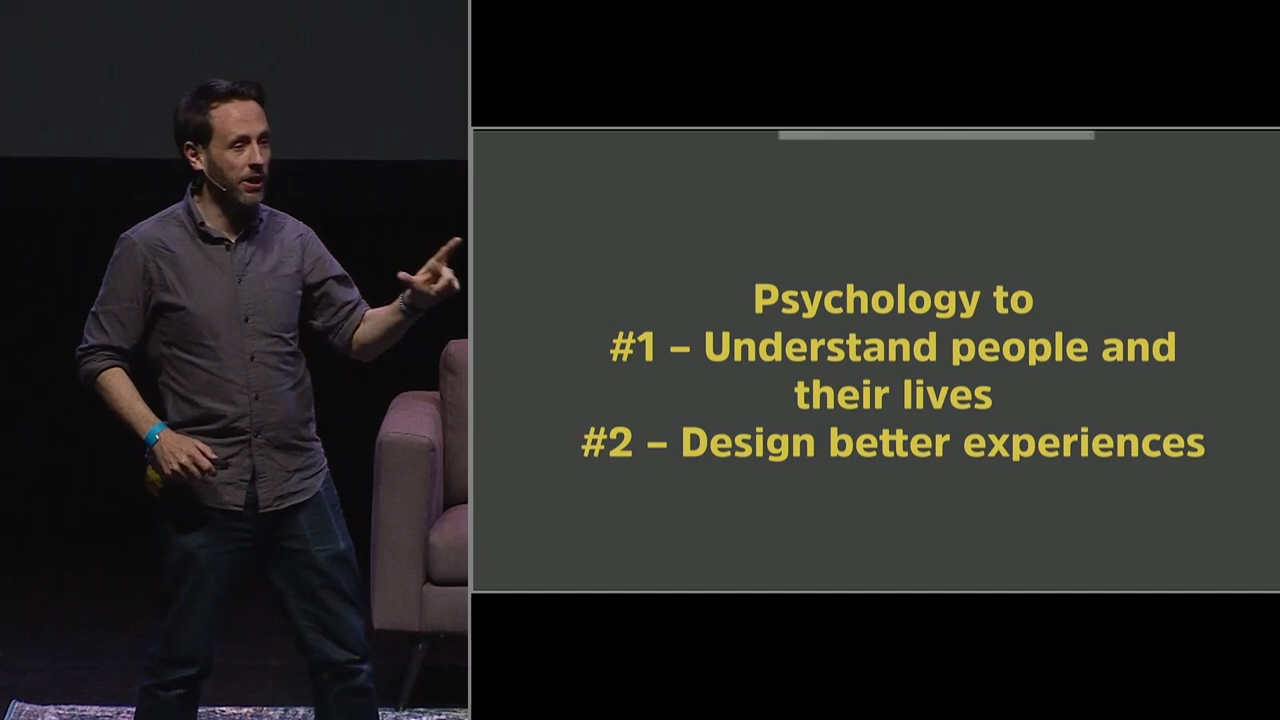 Psychology to
#1 – Understand people and
their lives
#2 – Design better experiences